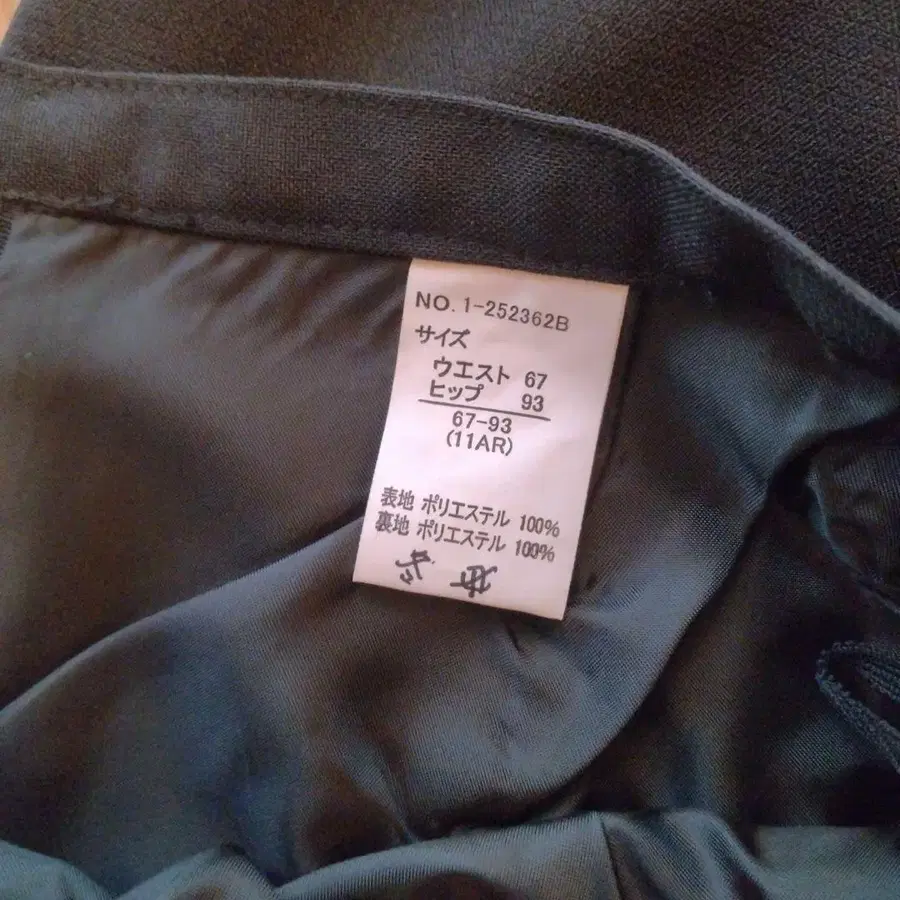 NO. 1-252362B
サイズ
ウエスト 67
ヒップ 93
67-93
(11AR)
表地 ポリエステル 100%
裏地 ポリエステル 100%